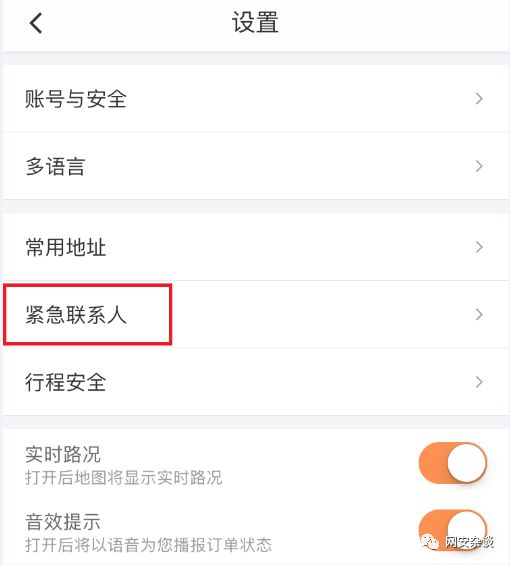 设置
账号与安全
多语言
常用地址
紧急联系人
行程安全
实时路况
打开后地图将显示实时路况
音效提示
打开后将以语音为您播报订单状态
网安杂谈